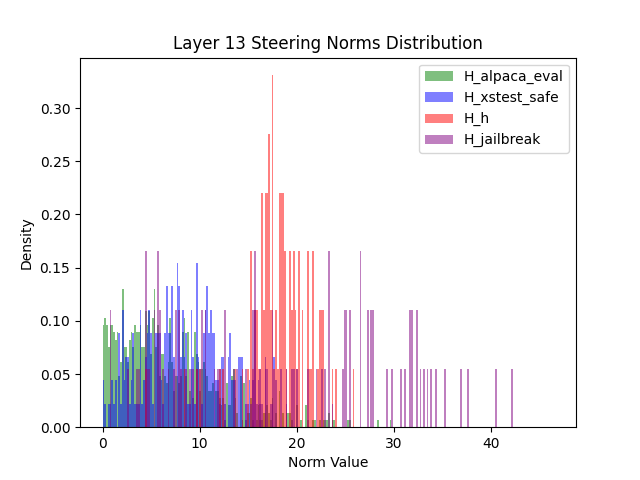 Layer 13 Steering Norms Distribution
H_alpaca_eval
H_xstest_safe
H_h
H_jailbreak
Density
0.30
0.25
0.20
0.15
0.10
0.05
0.00
0
10
20
30
40
Norm Value